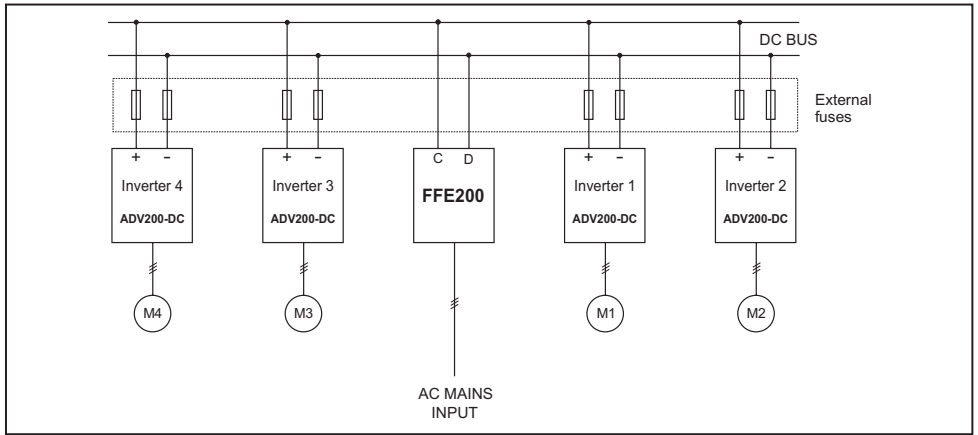 DC BUS
External
fuses
+ − + − C D + − + −
Inverter 4 Inverter 3 FFE200 Inverter 1 Inverter 2
ADV200-DC ADV200-DC ADV200-DC ADV200-DC
M4 M3 M1 M2
AC MAINS
INPUT